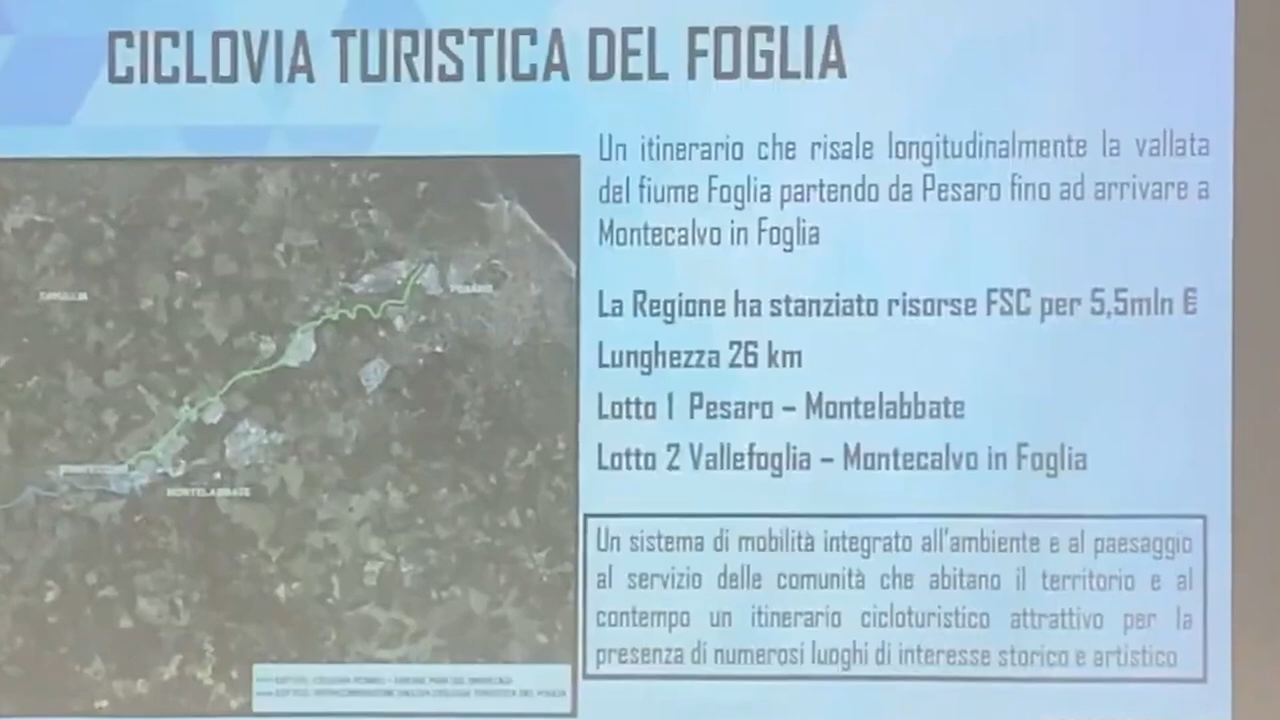 CICLOVIA TURISTICA DEL FOGLIA
Un itinerario che risale longitudinalmente la vallata
del fiume Foglia partendo da Pesaro fino ad arrivare a
Montecalvo in Foglia
La Regione ha stanziato risorse FSC per 5,5mln €
Lunghezza 26 km
Lotto 1 Pesaro – Montelabbate
Lotto 2 Vallefoglia – Montecalvo in Foglia
PESARO
MONTELABBATE
Un sistema di mobilità integrato all'ambiente e al paesaggio
al servizio delle comunità che abitano il territorio e al
contempo un itinerario cicloturistico attrattivo per la
presenza di numerosi luoghi di interesse storico e artistico